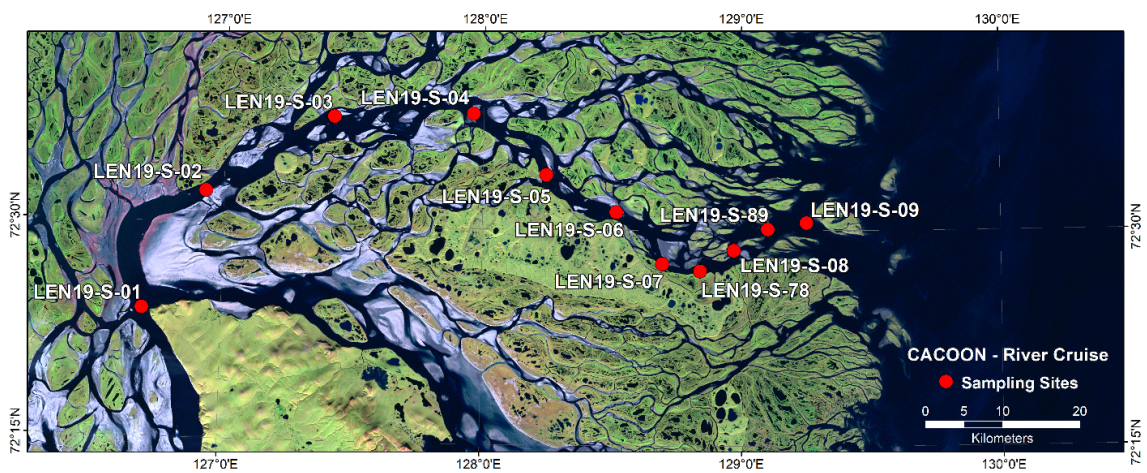 127°0'E 128°0'E 129°0'E 130°0'E
LEN19-S-03
LEN19-S-04
LEN19-S-02
LEN19-S-05
LEN19-S-89
LEN19-S-09
72°30'N
72°30'N
LEN19-S-06
LEN19-S-08
LEN19-S-07
LEN19-S-78
LEN19-S-01
CACOON - River Cruise
Sampling Sites
0 5 10 20
Kilometers
72°15'N
72°15'N
127°0'E 128°0'E 129°0'E 130°0'E